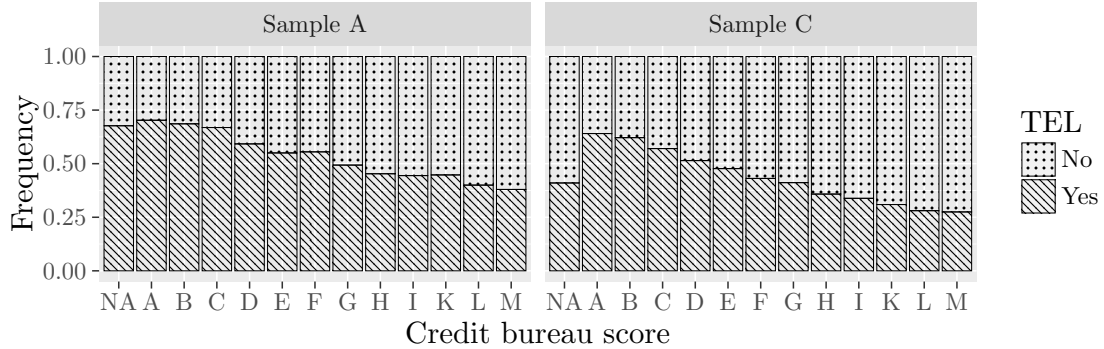 Sample A
Sample C
1.00
0.75
0.50
0.25
0.00
Frequency
NA A B C D E F G H I K L M
NA A B C D E F G H I K L M
Credit bureau score
TEL
No
Yes